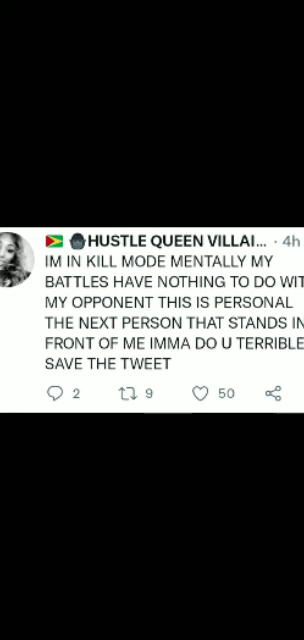 HUSTLE QUEEN VILLAI... · 4h
IM IN KILL MODE MENTALLY MY
BATTLES HAVE NOTHING TO DO WIT
MY OPPONENT THIS IS PERSONAL
THE NEXT PERSON THAT STANDS IN
FRONT OF ME IMMA DO U TERRIBLE
SAVE THE TWEET
2 9 50